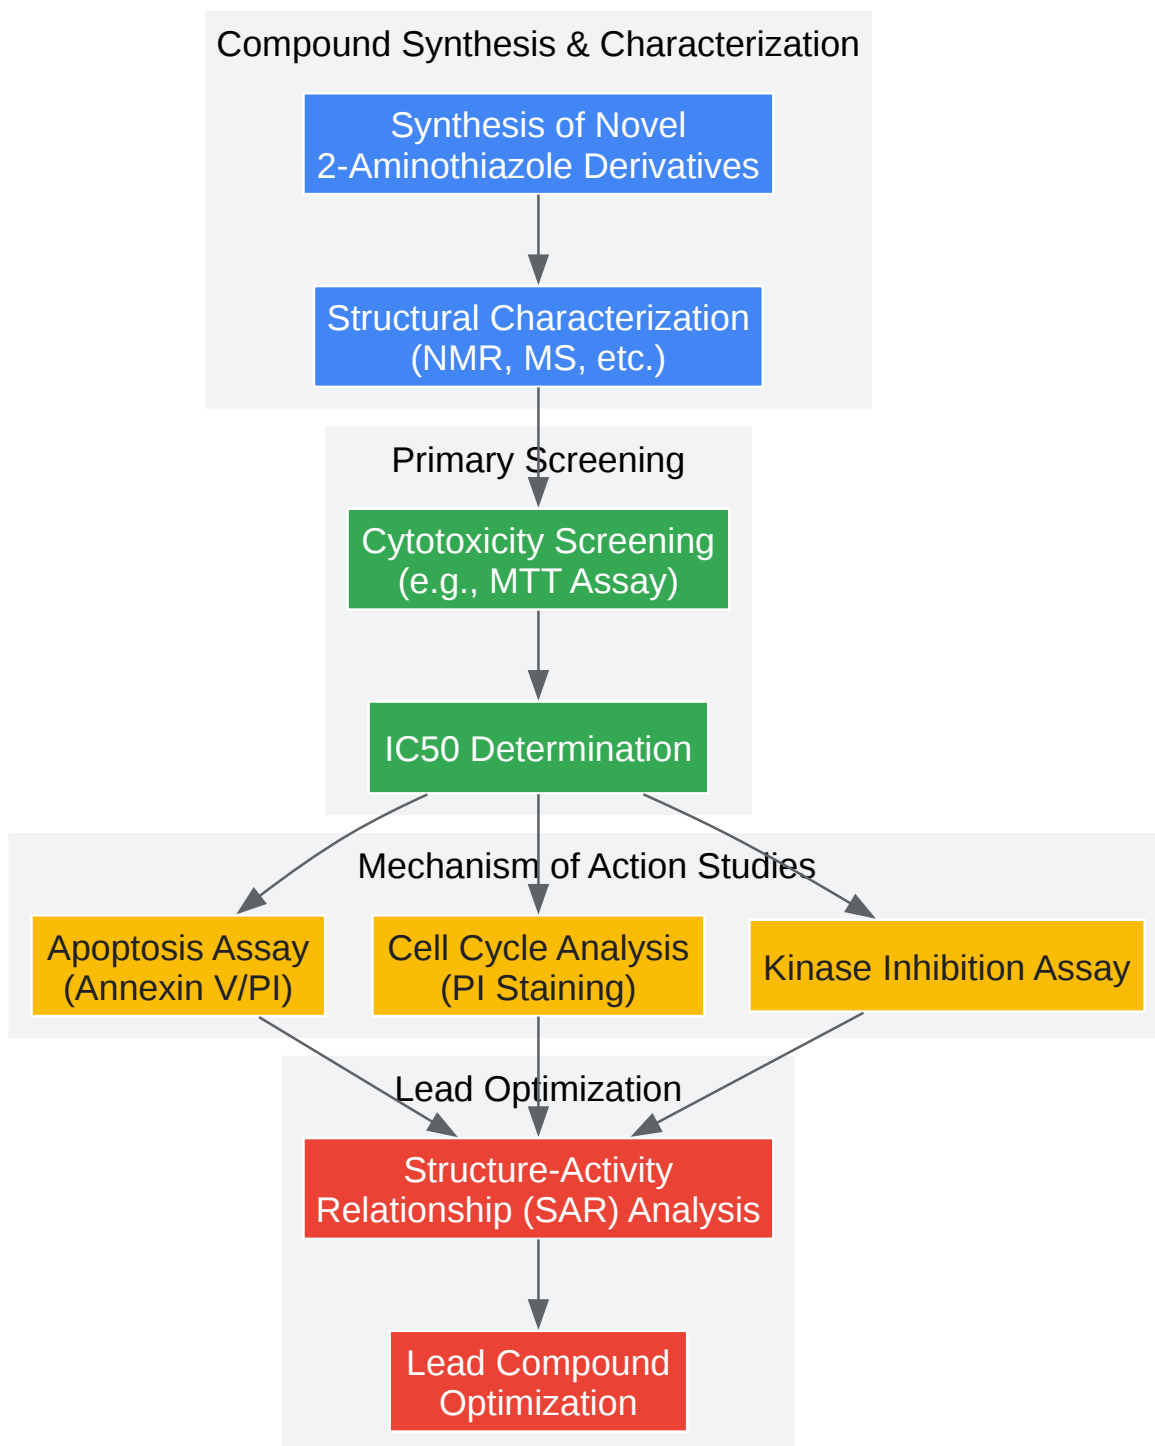 Compound Synthesis & Characterization
Synthesis of Novel
2-Aminothiazole Derivatives
Structural Characterization
(NMR, MS, etc.)
Primary Screening
Cytotoxicity Screening
(e.g., MTT Assay)
IC50 Determination
Mechanism of Action Studies
Apoptosis Assay
(Annexin V/PI)
Cell Cycle Analysis
(PI Staining)
Kinase Inhibition Assay
Lead Optimization
Structure-Activity
Relationship (SAR) Analysis
Lead Compound
Optimization